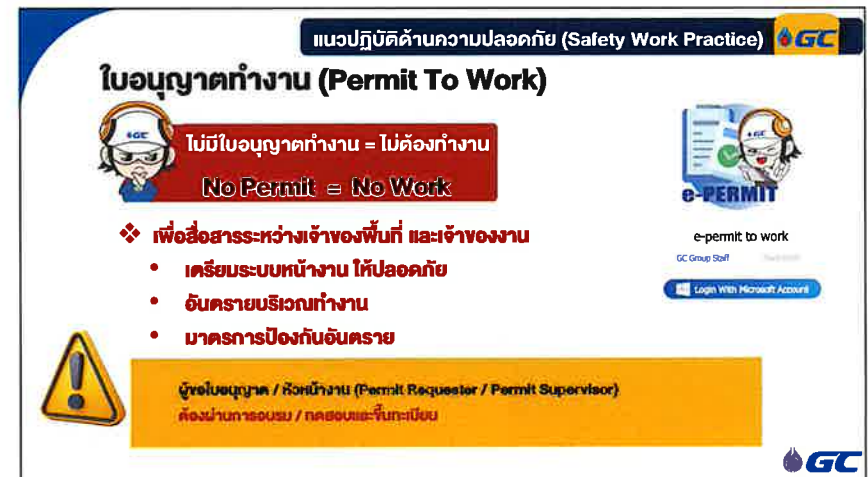 แนวปฏิบัติด้านความปลอดภัย (Safety Work Practice)
GC
ใบอนุญาตทำงาน (Permit To Work)
GC
ไม่มีใบอนุญาตทำงาน = ไม่ต้องทำงาน
No Permit = No Work
GC
e-PERMIT
e-permit to work
GC Group Staff
Login With Microsoft Account
❖ เพื่อสื่อสารระหว่างเจ้าของพื้นที่ และเจ้าของงาน
• เตรียมระบบหน้างาน ให้ปลอดภัย
• อันตรายบริเวณทำงาน
• มาตรการป้องกันอันตราย
ผู้ขอใบอนุญาต / หัวหน้างาน (Permit Requester / Permit Supervisor)
ต้องผ่านการอบรม / ทดสอบและขึ้นทะเบียน
GC